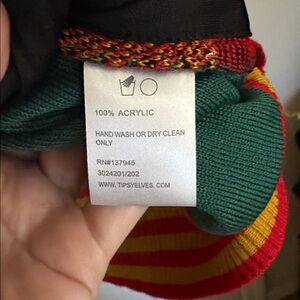 100% ACRYLIC
HAND WASH OR DRY CLEAN
ONLY
RN#137945
3024201/202
WWW.TIPSYELVES.COM